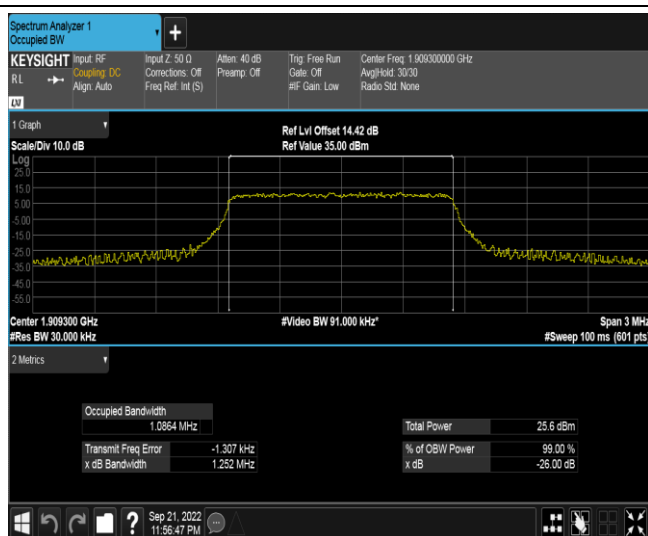 Spectrum Analyzer 1
Occupied BW
+
KEYSIGHT
Input: RF
Input Z: 50 Ω
Atten: 40 dB
Trig: Free Run
Center Freq: 1.909300000 GHz
RL
Coupling: DC
Corrections: Off
Preamp: Off
Gate: Off
Avg|Hold: 30/30
Align: Auto
Freq Ref: Int (S)
#IF Gain: Low
Radio Std: None
LXI
1 Graph
Ref Lvl Offset 14.42 dB
Scale/Div 10.0 dB
Ref Value 35.00 dBm
Log
25.0
15.0
5.00
-5.00
-15.0
-25.0
-35.0
-45.0
-55.0
Center 1.909300 GHz
#Video BW 91.000 kHz*
Span 3 MHz
#Res BW 30.000 kHz
#Sweep 100 ms (601 pts)
2 Metrics
Occupied Bandwidth
1.0864 MHz
Total Power
25.6 dBm
Transmit Freq Error
-1.307 kHz
% of OBW Power
99.00 %
x dB Bandwidth
1.252 MHz
x dB
-26.00 dB
?
Sep 21, 2022
11:56:47 PM